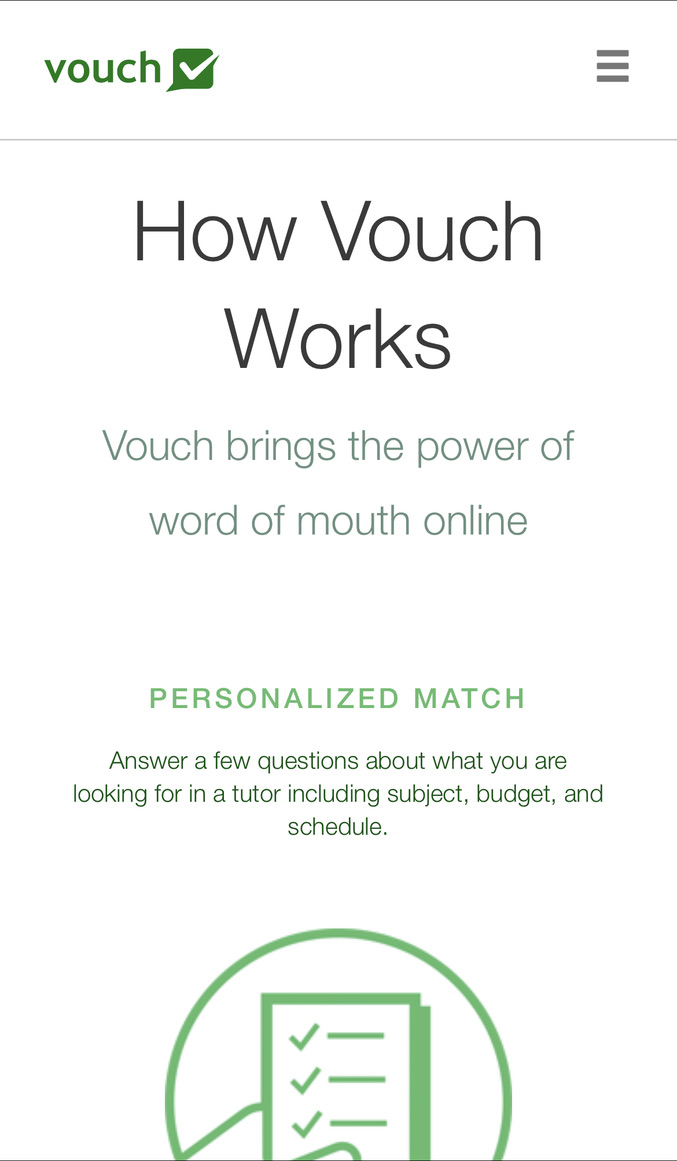 vouch
How Vouch
Works
Vouch brings the power of
word of mouth online
PERSONALIZED MATCH
Answer a few questions about what you are
looking for in a tutor including subject, budget, and
schedule.